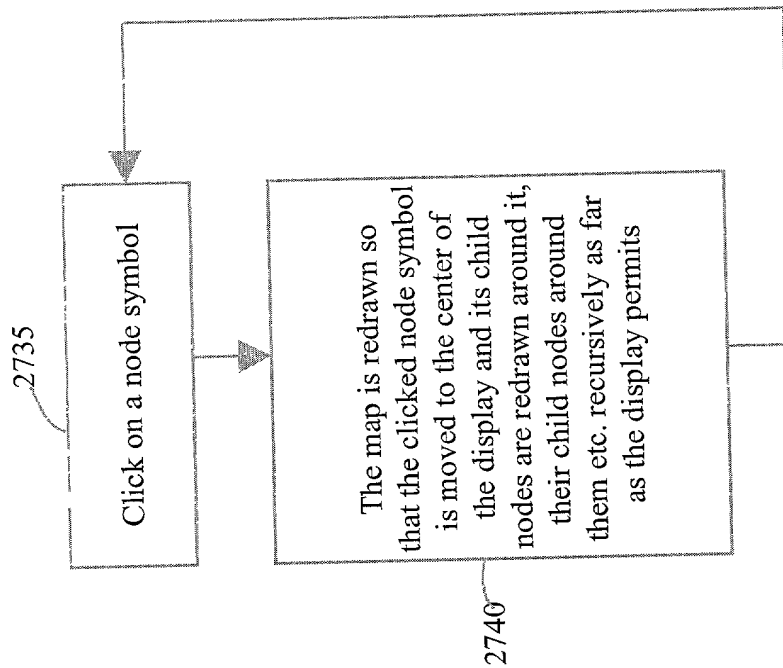 2735
Click on a node symbol
The map is redrawn so
that the clicked node symbol
is moved to the center of
the display and its child
nodes are redrawn around it,
their child nodes around
them etc. recursively as far
as the display permits
2740